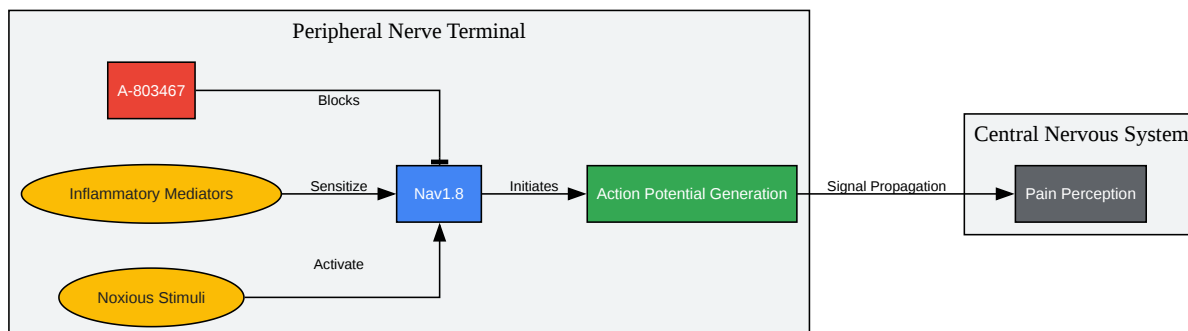 Peripheral Nerve Terminal
A-803467
Blocks
Central Nervous System
Inflammatory Mediators
Sensitize
Nav1.8
Initiates
Action Potential Generation
Signal Propagation
Pain Perception
Activate
Noxious Stimuli